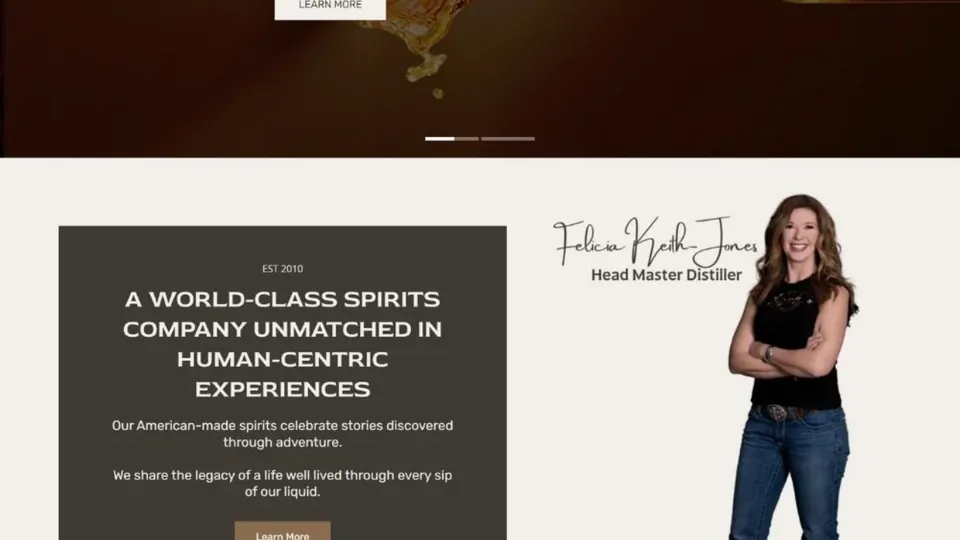 LEARN MORE
EST 2010
A WORLD-CLASS SPIRITS
COMPANY UNMATCHED IN
HUMAN-CENTRIC
EXPERIENCES
Our American-made spirits celebrate stories discovered
through adventure.
We share the legacy of a life well lived through every sip
of our liquid.
Learn More
Felicia Keith-Jones
Head Master Distiller